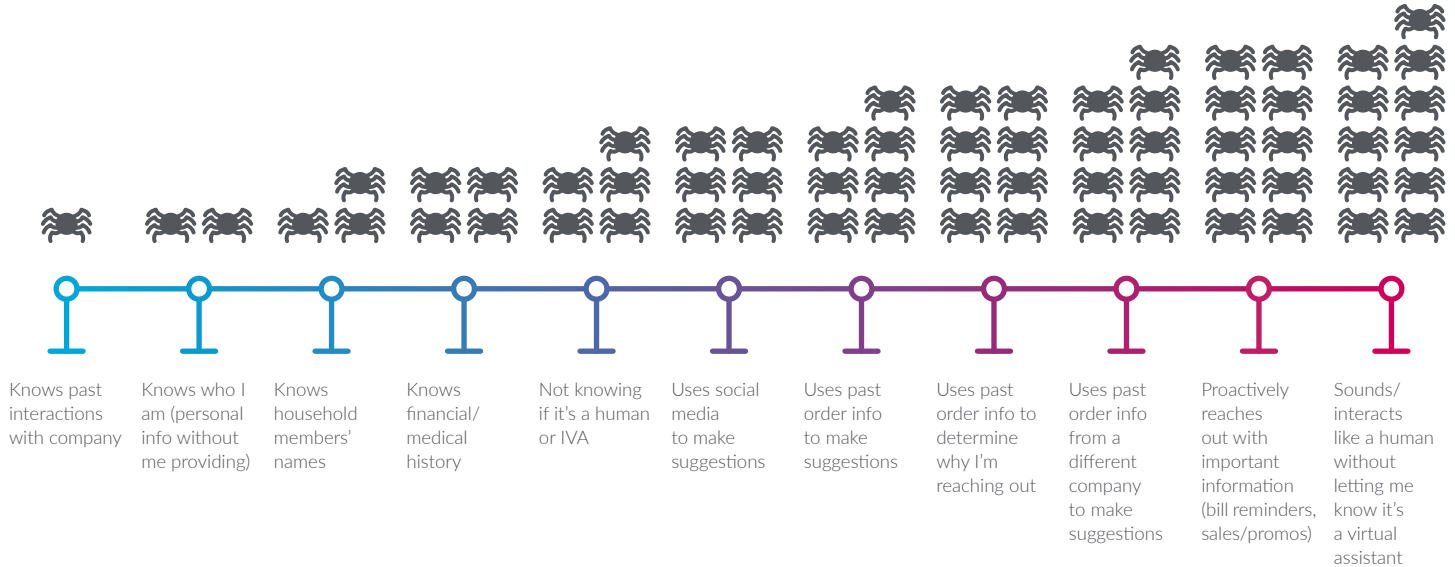 Knows past
interactions
with company
Knows who I
am (personal
info without
me providing)
Knows
household
members’
names
Knows
financial/
medical
history
Not knowing
if it’s a human
or IVA
Uses social
media
to make
suggestions
Uses past
order info
to make
suggestions
Uses past
order info to
determine
why I’m
reaching out
Uses past
order info
from a
different
company
to make
suggestions
Proactively
reaches
out with
important
information
(bill reminders,
sales/promos)
Sounds/
interacts
like a human
without
letting me
know it’s
a virtual
assistant